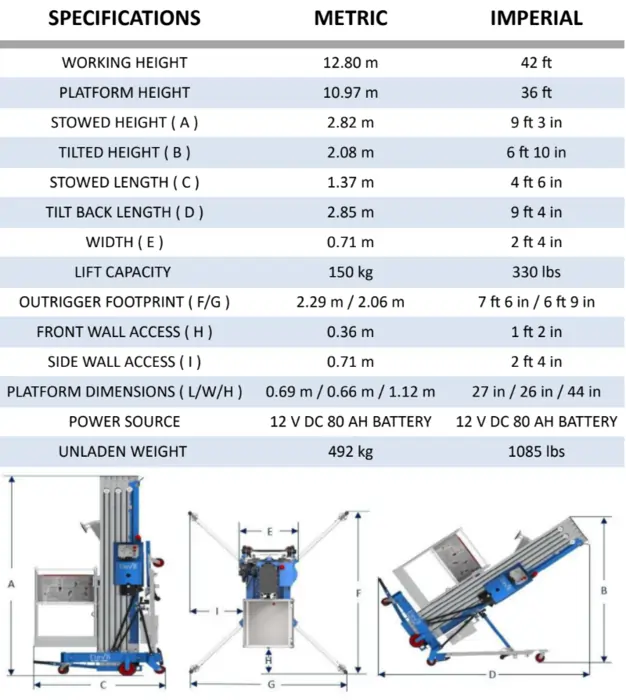 SPECIFICATIONS METRIC IMPERIAL
WORKING HEIGHT 12.80 m 42 ft
PLATFORM HEIGHT 10.97 m 36 ft
STOWED HEIGHT ( A ) 2.82 m 9 ft 3 in
TILTED HEIGHT ( B ) 2.08 m 6 ft 10 in
STOWED LENGTH ( C ) 1.37 m 4 ft 6 in
TILT BACK LENGTH ( D ) 2.85 m 9 ft 4 in
WIDTH ( E ) 0.71 m 2 ft 4 in
LIFT CAPACITY 150 kg 330 lbs
OUTRIGGER FOOTPRINT ( F/G ) 2.29 m / 2.06 m 7 ft 6 in / 6 ft 9 in
FRONT WALL ACCESS ( H ) 0.36 m 1 ft 2 in
SIDE WALL ACCESS ( I ) 0.71 m 2 ft 4 in
PLATFORM DIMENSIONS ( L/W/H ) 0.69 m / 0.66 m / 1.12 m 27 in / 26 in / 44 in
POWER SOURCE 12 V DC 80 AH BATTERY 12 V DC 80 AH BATTERY
UNLADEN WEIGHT 492 kg 1085 lbs
A
C
E
I
F
H
G
B
D